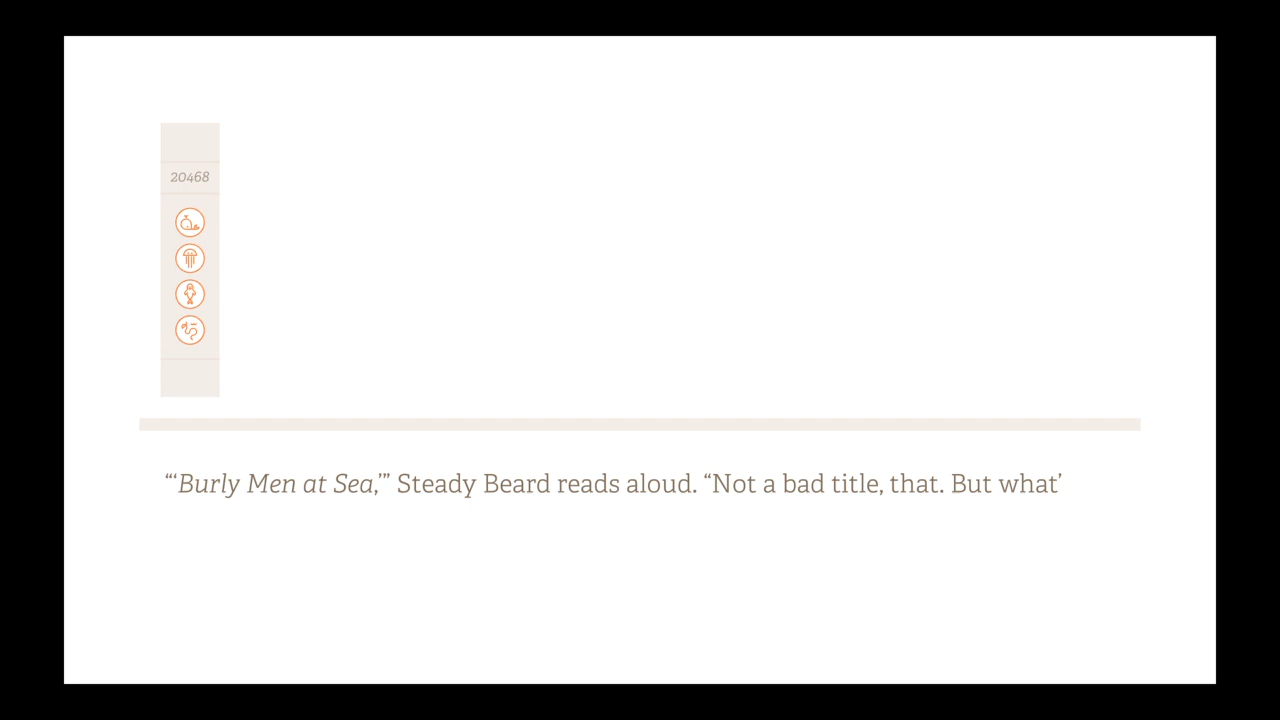 20468
“‘Burly Men at Sea,’” Steady Beard reads aloud. “Not a bad title, that. But what’